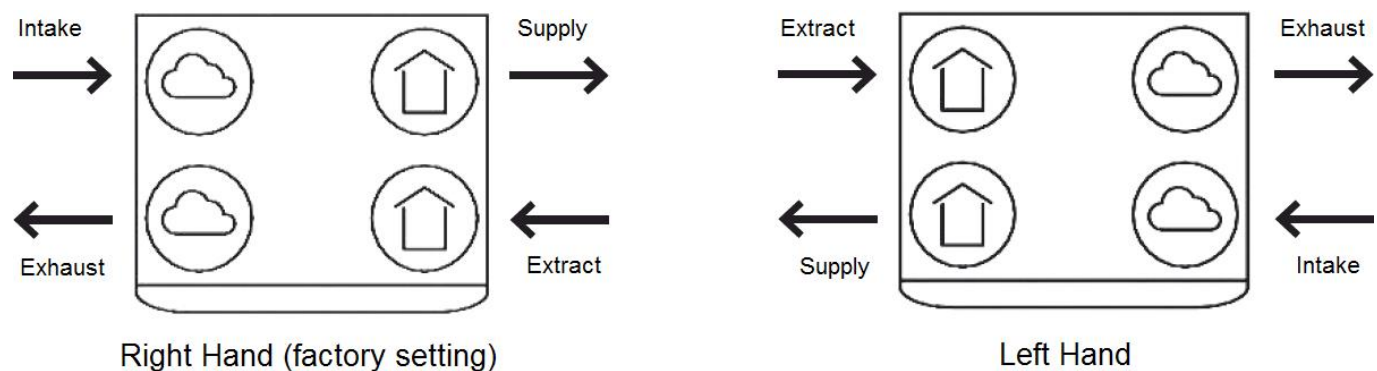 Intake
Supply
Exhaust
Extract
Right Hand (factory setting)
Extract
Exhaust
Supply
Intake
Left Hand